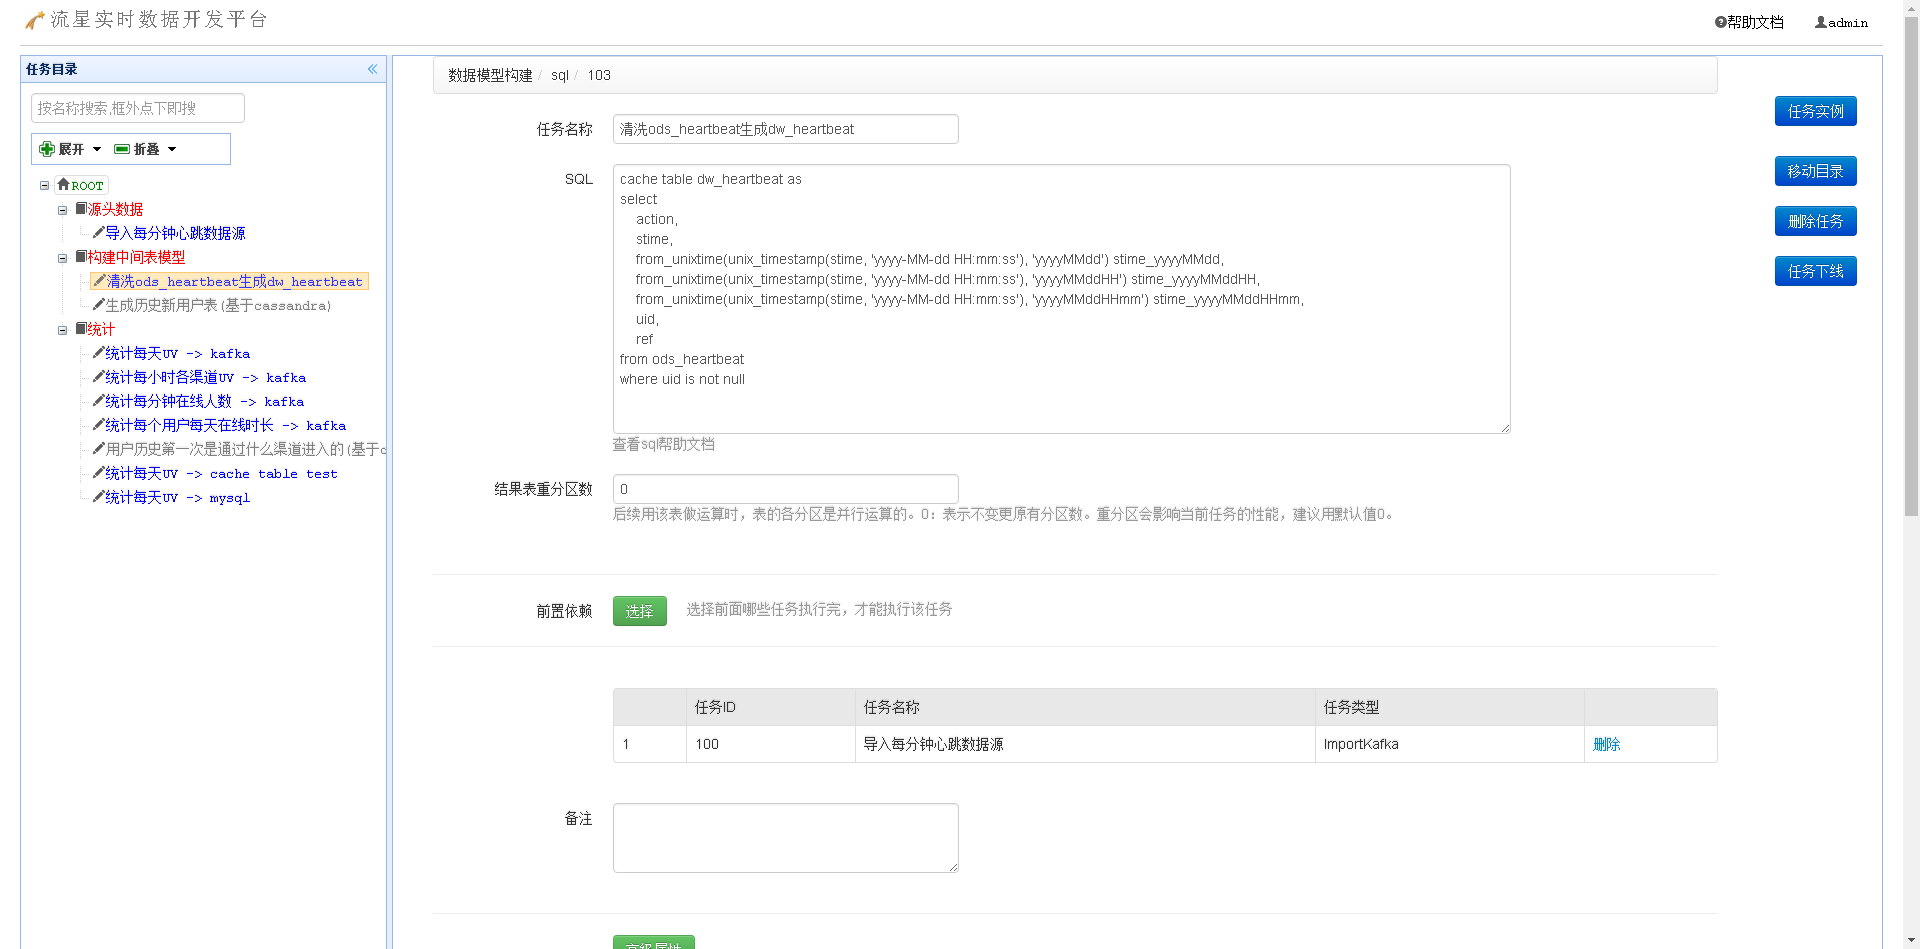 流星实时数据开发平台
帮助文档 admin
任务目录
按名称搜索,框外点下即搜
展开 折叠
ROOT
源头数据
导入每分钟心跳数据源
构建中间表模型
清洗ods_heartbeat生成dw_heartbeat
生成历史新用户表(基于cassandra)
统计
统计每天UV -> kafka
统计每小时各渠道UV -> kafka
统计每分钟在线人数 -> kafka
统计每个用户每天在线时长 -> kafka
用户历史第一次是通过什么渠道进入的(基于c
统计每天UV -> cache table test
统计每天UV -> mysql
数据模型构建 / sql / 103
任务名称 清洗ods_heartbeat生成dw_heartbeat
SQL
cache table dw_heartbeat as
select
action,
stime,
from_unixtime(unix_timestamp(stime, 'yyyy-MM-dd HH:mm:ss'), 'yyyyMMdd') stime_yyyyMMdd,
from_unixtime(unix_timestamp(stime, 'yyyy-MM-dd HH:mm:ss'), 'yyyyMMddHH') stime_yyyyMMddHH,
from_unixtime(unix_timestamp(stime, 'yyyy-MM-dd HH:mm:ss'), 'yyyyMMddHHmm') stime_yyyyMMddHHmm,
uid,
ref
from ods_heartbeat
where uid is not null
查看sql帮助文档
结果表重分区数 0
后续用该表做运算时，表的各分区是并行运算的。0：表示不变更原有分区数。重分区会影响当前任务的性能，建议用默认值0。
前置依赖 选择 选择前面哪些任务执行完，才能执行该任务
任务ID 任务名称 任务类型
1 100 导入每分钟心跳数据源 ImportKafka 删除
备注
高级属性
任务实例
移动目录
删除任务
任务下线